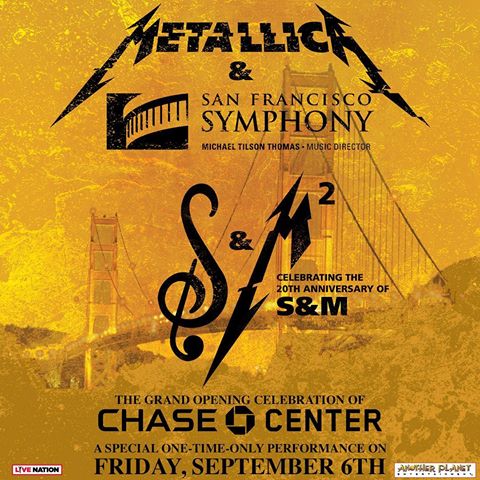 METALLICA
&
SAN FRANCISCO
SYMPHONY
MICHAEL TILSON THOMAS • MUSIC DIRECTOR
S&M²
CELEBRATING THE
20TH ANNIVERSARY OF
S&M
THE GRAND OPENING CELEBRATION OF
CHASE CENTER
A SPECIAL ONE-TIME-ONLY PERFORMANCE ON
FRIDAY, SEPTEMBER 6TH
LIVE NATION
ANOTHER PLANET
ENTERTAINMENT